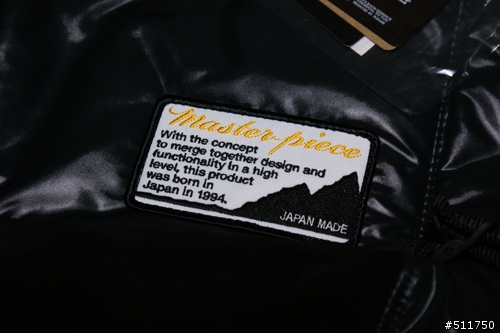 master-piece
With the concept
to merge together design and
functionality in a high
level, this product
was born in
Japan in 1994.
JAPAN MADE
#511750